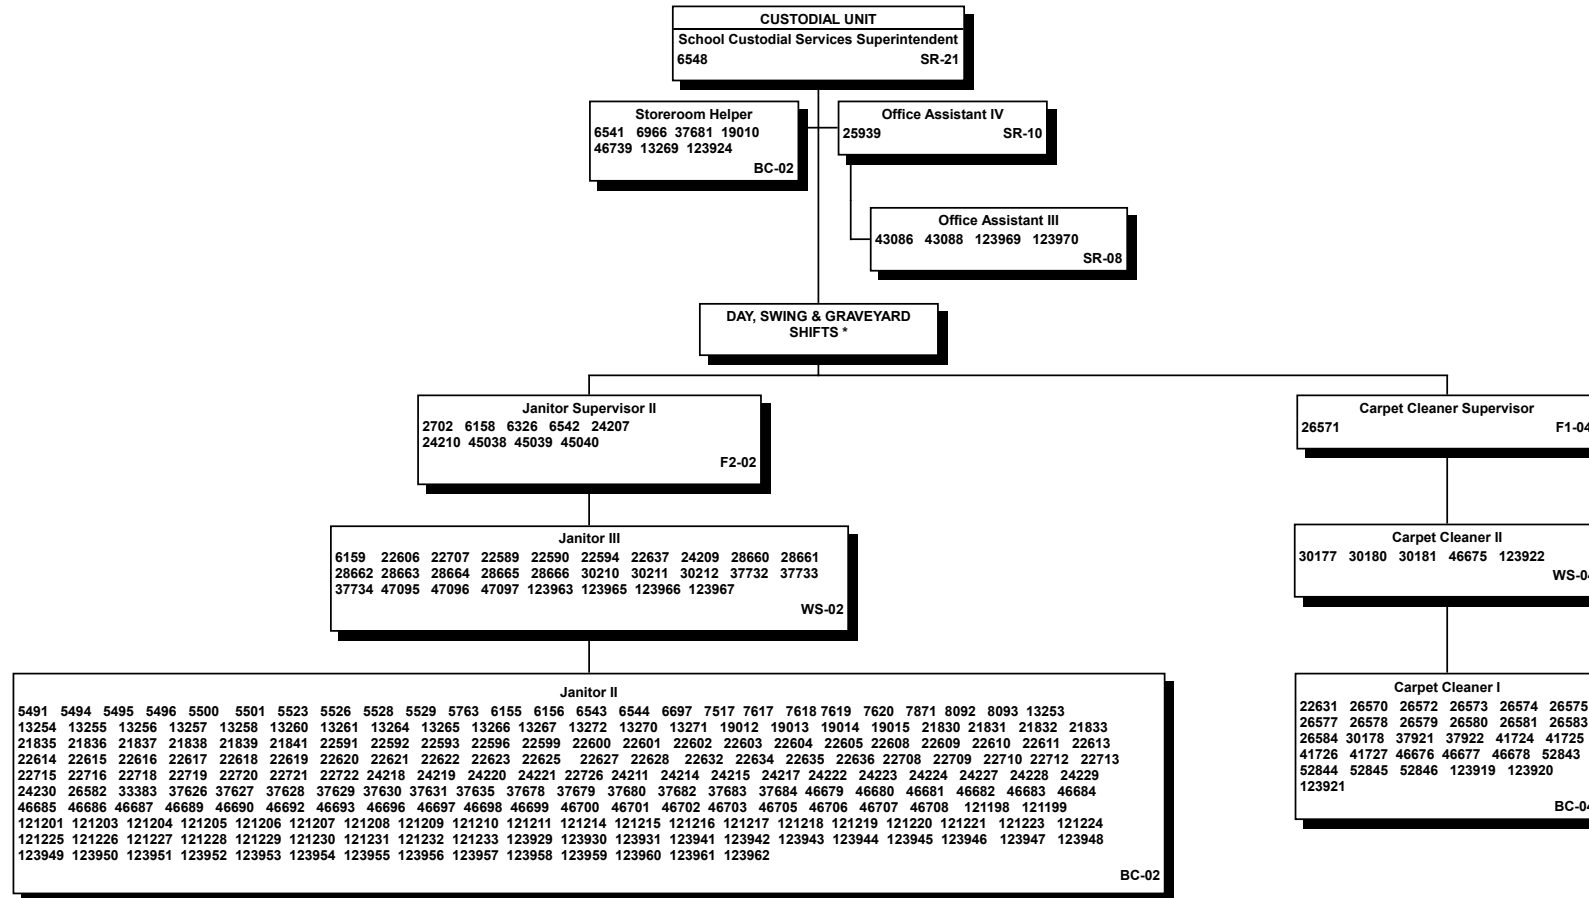 CUSTODIAL UNIT
School Custodial Services Superintendent
6548 SR-21
Storeroom Helper
6541 6966 37681 19010
46739 13269 123924
BC-02
Office Assistant IV
25939 SR-10
Office Assistant III
43086 43088 123969 123970
SR-08
DAY, SWING & GRAVEYARD
SHIFTS *
Janitor Supervisor II
2702 6158 6326 6542 24207
24210 45038 45039 45040
F2-02
Janitor III
6159 22606 22707 22589 22590 22594 22637 24209 28660 28661
28662 28663 28664 28665 28666 30210 30211 30212 37732 37733
37734 47095 47096 47097 123963 123965 123966 123967
WS-02
Janitor II
5491 5494 5495 5496 5500 5501 5523 5526 5528 5529 5763 6155 6156 6543 6544 6697 7517 7617 7618 7619 7620 7871 8092 8093 13253
13254 13255 13256 13257 13258 13260 13261 13264 13265 13266 13267 13272 13270 13271 19012 19013 19014 19015 21830 21831 21832 21833
21835 21836 21837 21838 21839 21841 22591 22592 22593 22596 22599 22600 22601 22602 22603 22604 22605 22608 22609 22610 22611 22613
22614 22615 22616 22617 22618 22619 22620 22621 22622 22623 22625 22627 22628 22632 22634 22635 22636 22708 22709 22710 22712 22713
22715 22716 22718 22719 22720 22721 22722 24218 24219 24220 24221 22726 24211 24214 24215 24217 24222 24223 24224 24227 24228 24229
24230 26582 33383 37626 37627 37628 37629 37630 37631 37635 37678 37679 37680 37682 37683 37684 46679 46680 46681 46682 46683 46684
46685 46686 46687 46689 46690 46692 46693 46696 46697 46698 46699 46700 46701 46702 46703 46705 46706 46707 46708 121198 121199
121201 121203 121204 121205 121206 121207 121208 121209 121210 121211 121214 121215 121216 121217 121218 121219 121220 121221 121223 121224
121225 121226 121227 121228 121229 121230 121231 121232 121233 123929 123930 123931 123941 123942 123943 123944 123945 123946 123947 123948
123949 123950 123951 123952 123953 123954 123955 123956 123957 123958 123959 123960 123961 123962
BC-02
Carpet Cleaner Supervisor
26571 F1-04
Carpet Cleaner II
30177 30180 30181 46675 123922
WS-04
Carpet Cleaner I
22631 26570 26572 26573 26574 26575
26577 26578 26579 26580 26581 26583
26584 30178 37921 37922 41724 41725
41726 41727 46676 46677 46678 52843
52844 52845 52846 123919 123920
123921
BC-04